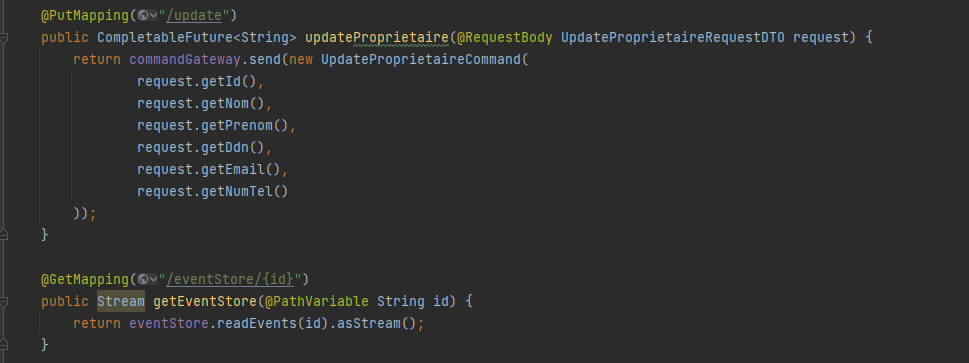 @PutMapping("/update")
public CompletableFuture<String> updateProprietaire(@RequestBody UpdateProprietaireRequestDTO request) {
return commandGateway.send(new UpdateProprietaireCommand(
request.getId(),
request.getNom(),
request.getPrenom(),
request.getDdn(),
request.getEmail(),
request.getNumTel()
));
}
@GetMapping("/eventStore/{id}")
public Stream getEventStore(@PathVariable String id) {
return eventStore.readEvents(id).asStream();
}